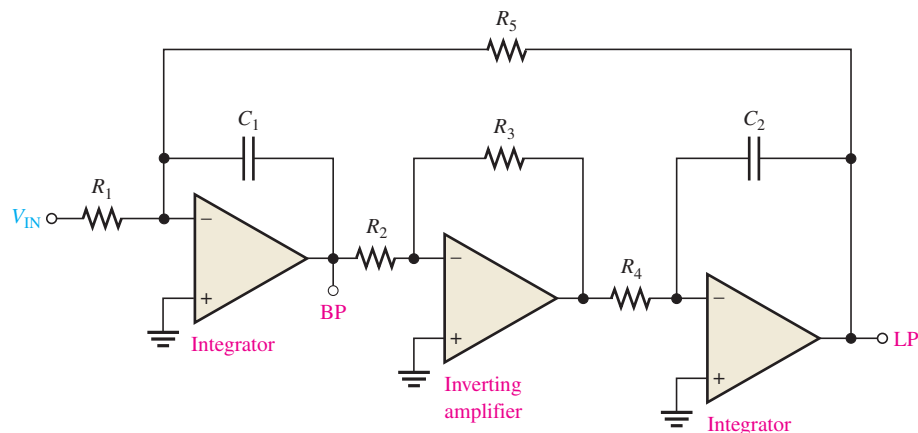 R5
C1
R3
C2
R1
VIN
−
+
R2
BP
Integrator
−
+
R4
Inverting
amplifier
−
+
LP
Integrator